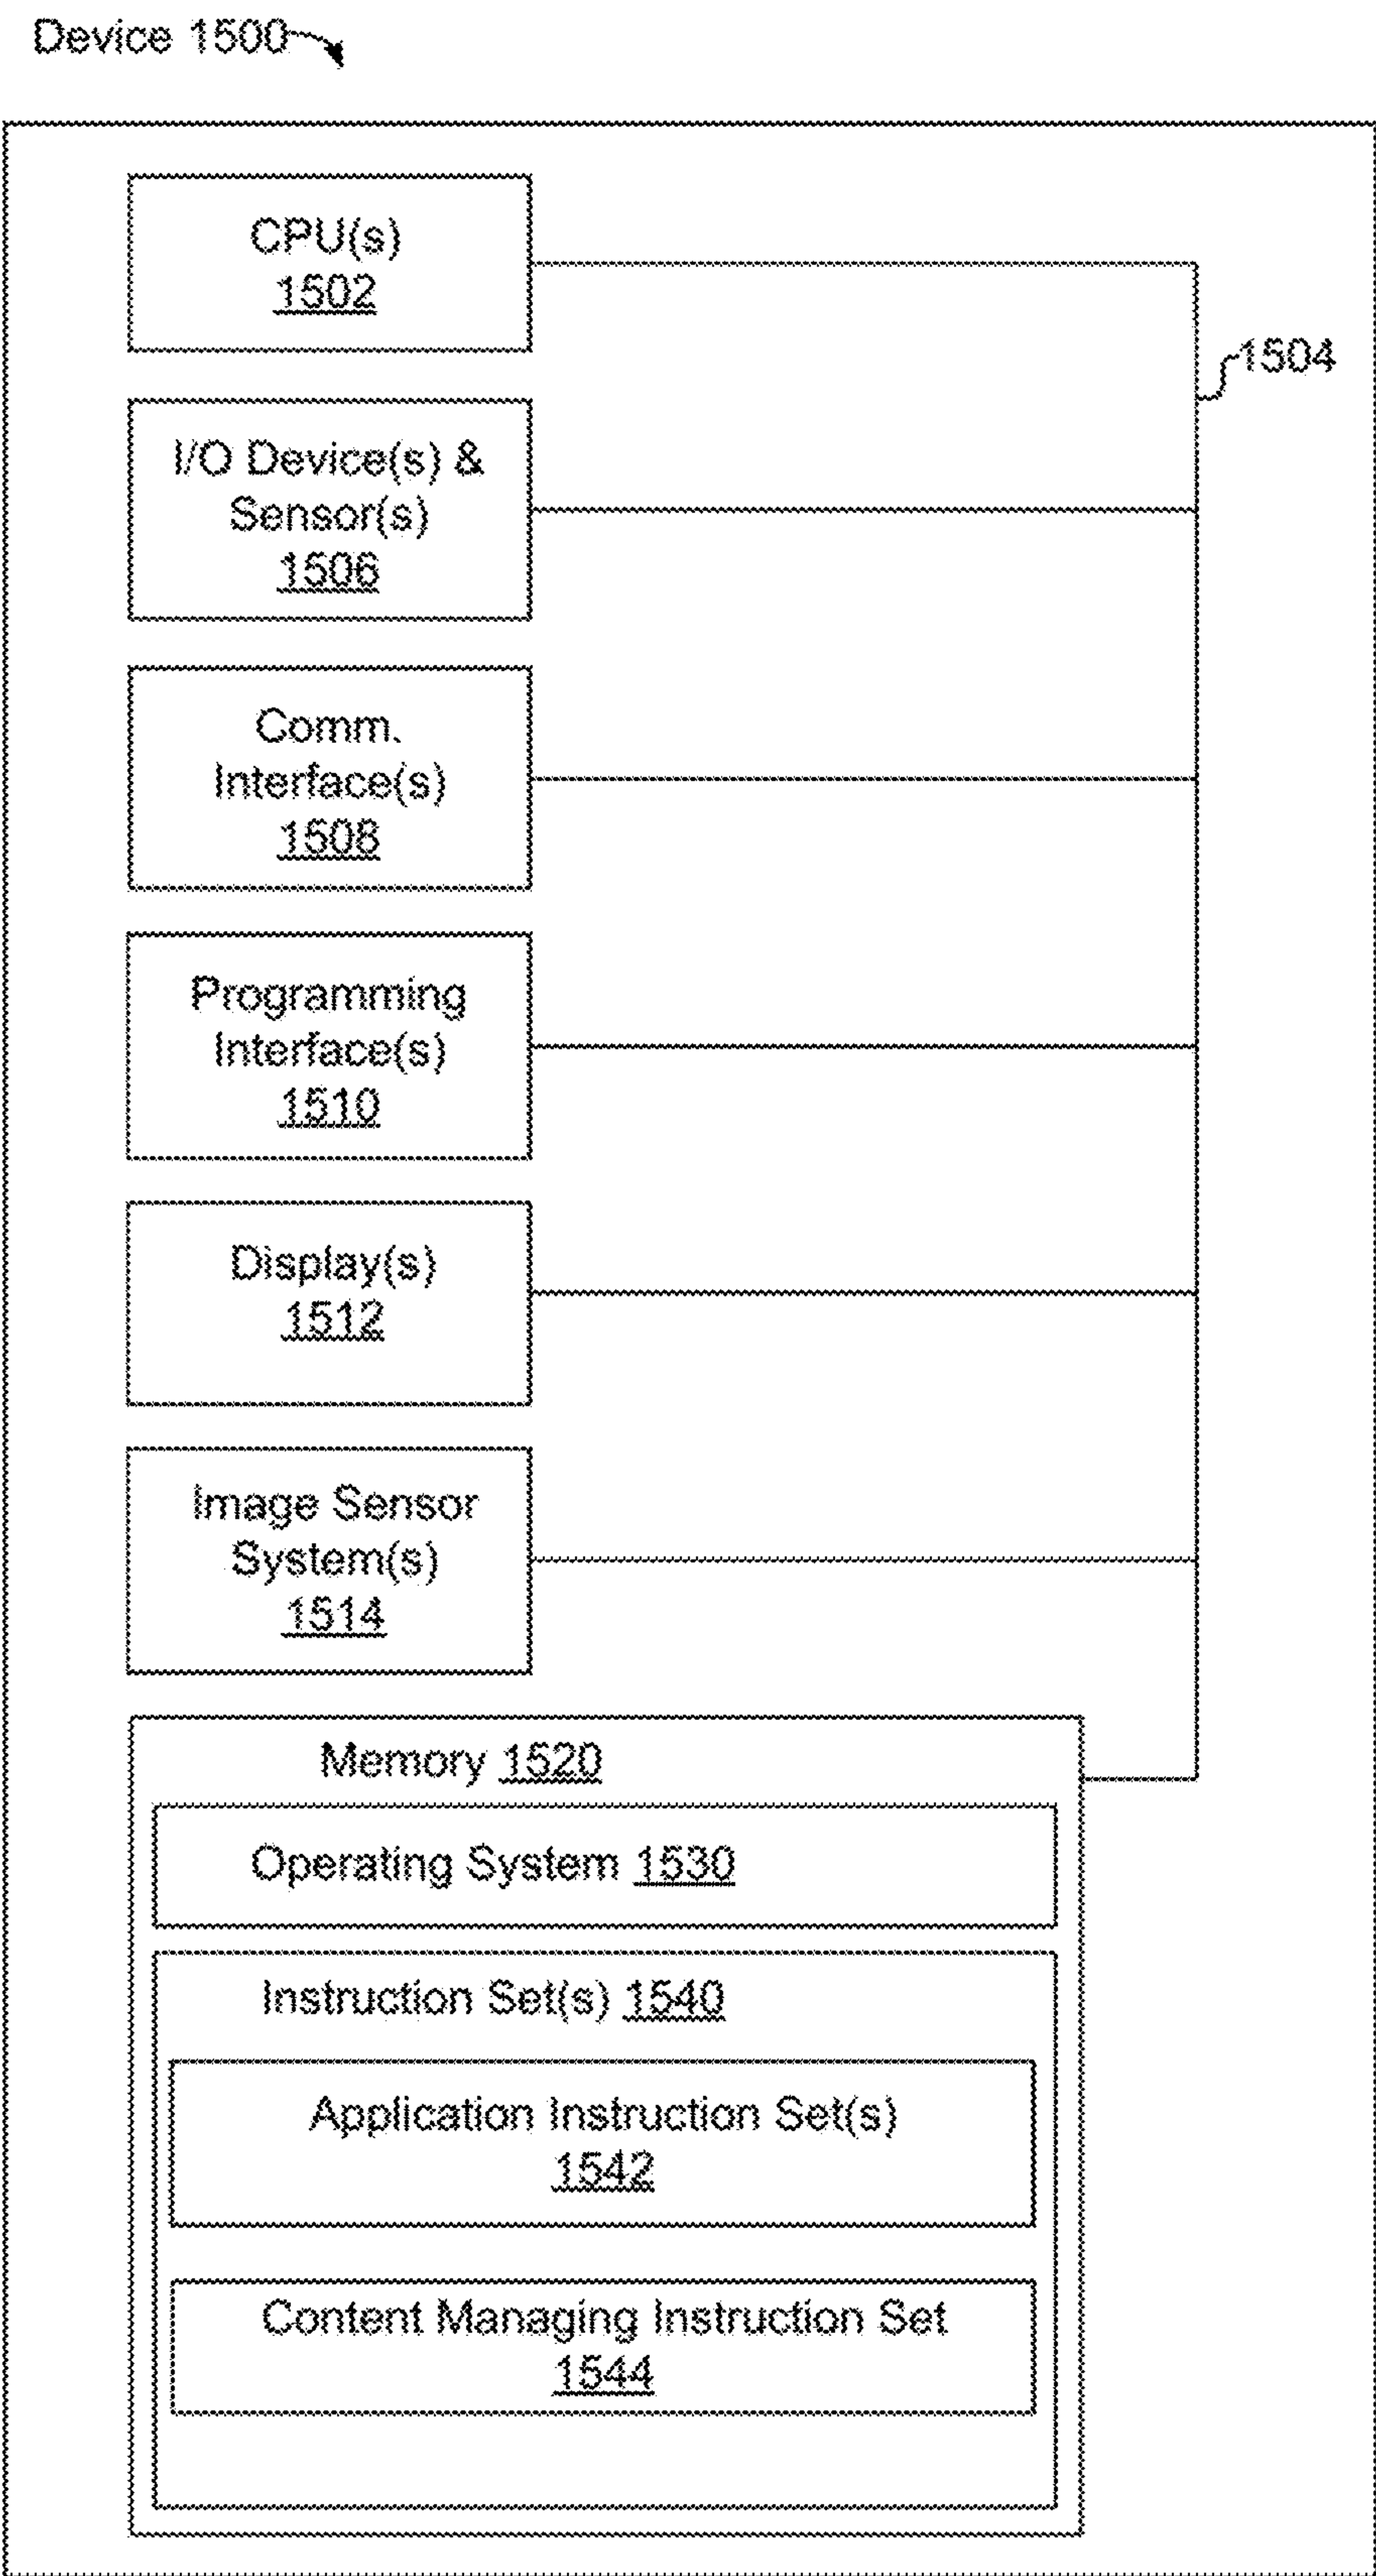 Device 1500
CPU(s)
1502
1504
I/O Device(s) &
Sensor(s)
1506
Comm.
Interface(s)
1508
Programming
Interface(s)
1510
Display(s)
1512
Image Sensor
System(s)
1514
Memory 1520
Operating System 1530
Instruction Set(s) 1540
Application Instruction Set(s)
1542
Content Managing Instruction Set
1544